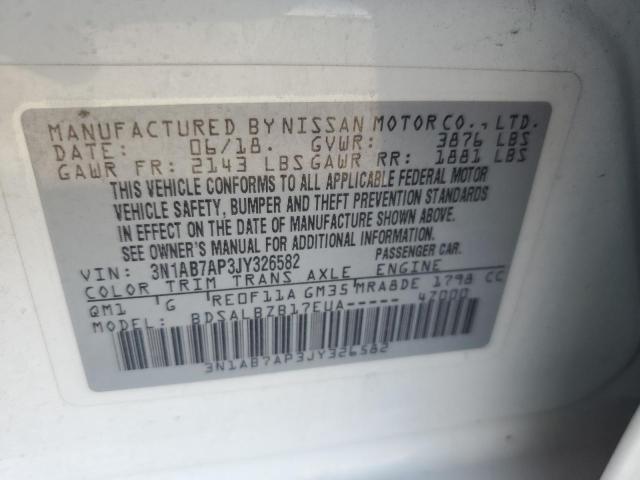 MANUFACTURED BY NISSAN MOTOR CO., LTD.
DATE: 06/18. GVWR: 3876 LBS
GAWR FR: 2143 LBS GAWR RR: 1881 LBS
THIS VEHICLE CONFORMS TO ALL APPLICABLE FEDERAL MOTOR
VEHICLE SAFETY, BUMPER AND THEFT PREVENTION STANDARDS
IN EFFECT ON THE DATE OF MANUFACTURE SHOWN ABOVE.
SEE OWNER'S MANUAL FOR ADDITIONAL INFORMATION.
VIN: 3N1AB7AP3JY326582 PASSENGER CAR.
COLOR TRIM TRANS AXLE ENGINE
QM1 G RE0F11A GM35 MRA8DE 1798 CC
MODEL: BDSALBZB17EUA----- 47000
3N1AB7AP3JY326582